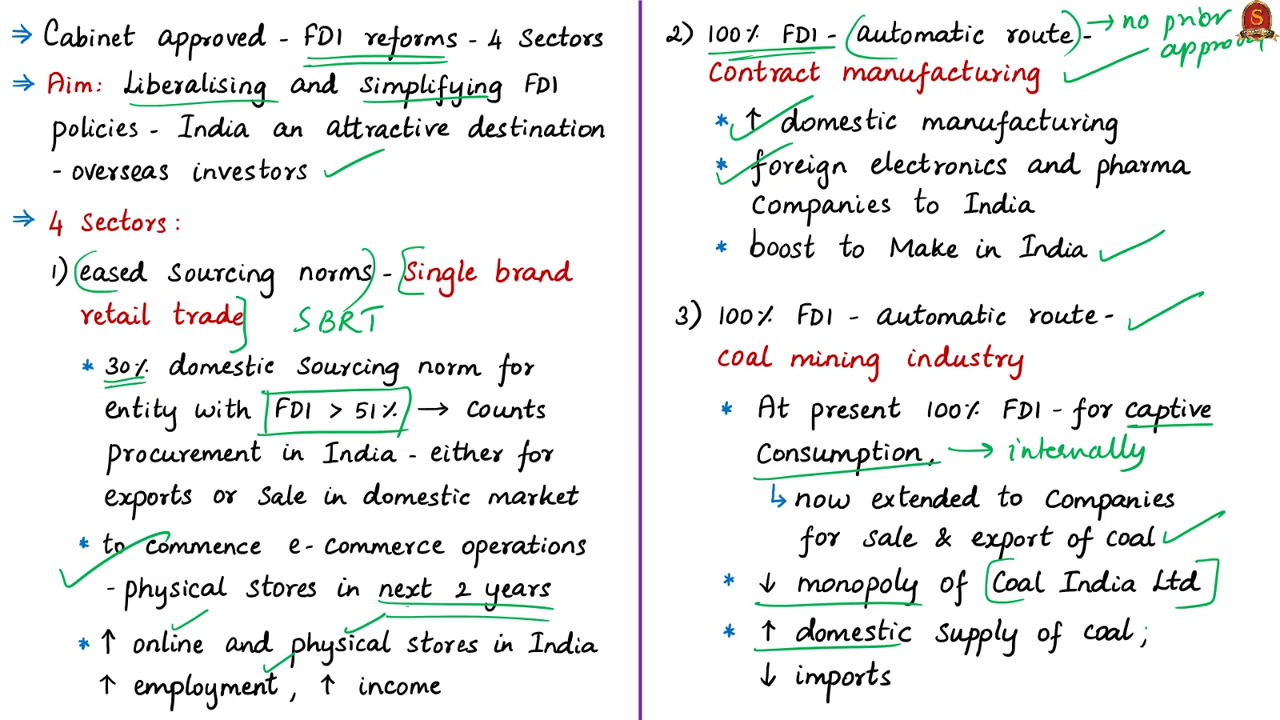 ⇒ Cabinet approved - FDI reforms - 4 Sectors
⇒ Aim: Liberalising and simplifying FDI
policies - India an attractive destination
- overseas investors
⇒ 4 Sectors:
1) eased sourcing norms - Single brand
retail trade SBRT
* 30% domestic sourcing norm for
entity with FDI > 51% → Counts
procurement in India - either for
exports or sale in domestic market
* to commence e-commerce operations
- physical stores in next 2 years
* ↑ online and physical stores in India
↑ employment, ↑ income
2) 100% FDI - (automatic route) - → no prior
approval
Contract manufacturing
* ↑ domestic manufacturing
* foreign electronics and pharma
Companies to India
* boost to Make in India
3) 100% FDI - automatic route -
coal mining industry
* At present 100% FDI - for captive
Consumption, → internally
↳ now extended to Companies
for sale & export of coal
* ↓ monopoly of [Coal India Ltd]
* ↑ domestic supply of coal;
↓ imports